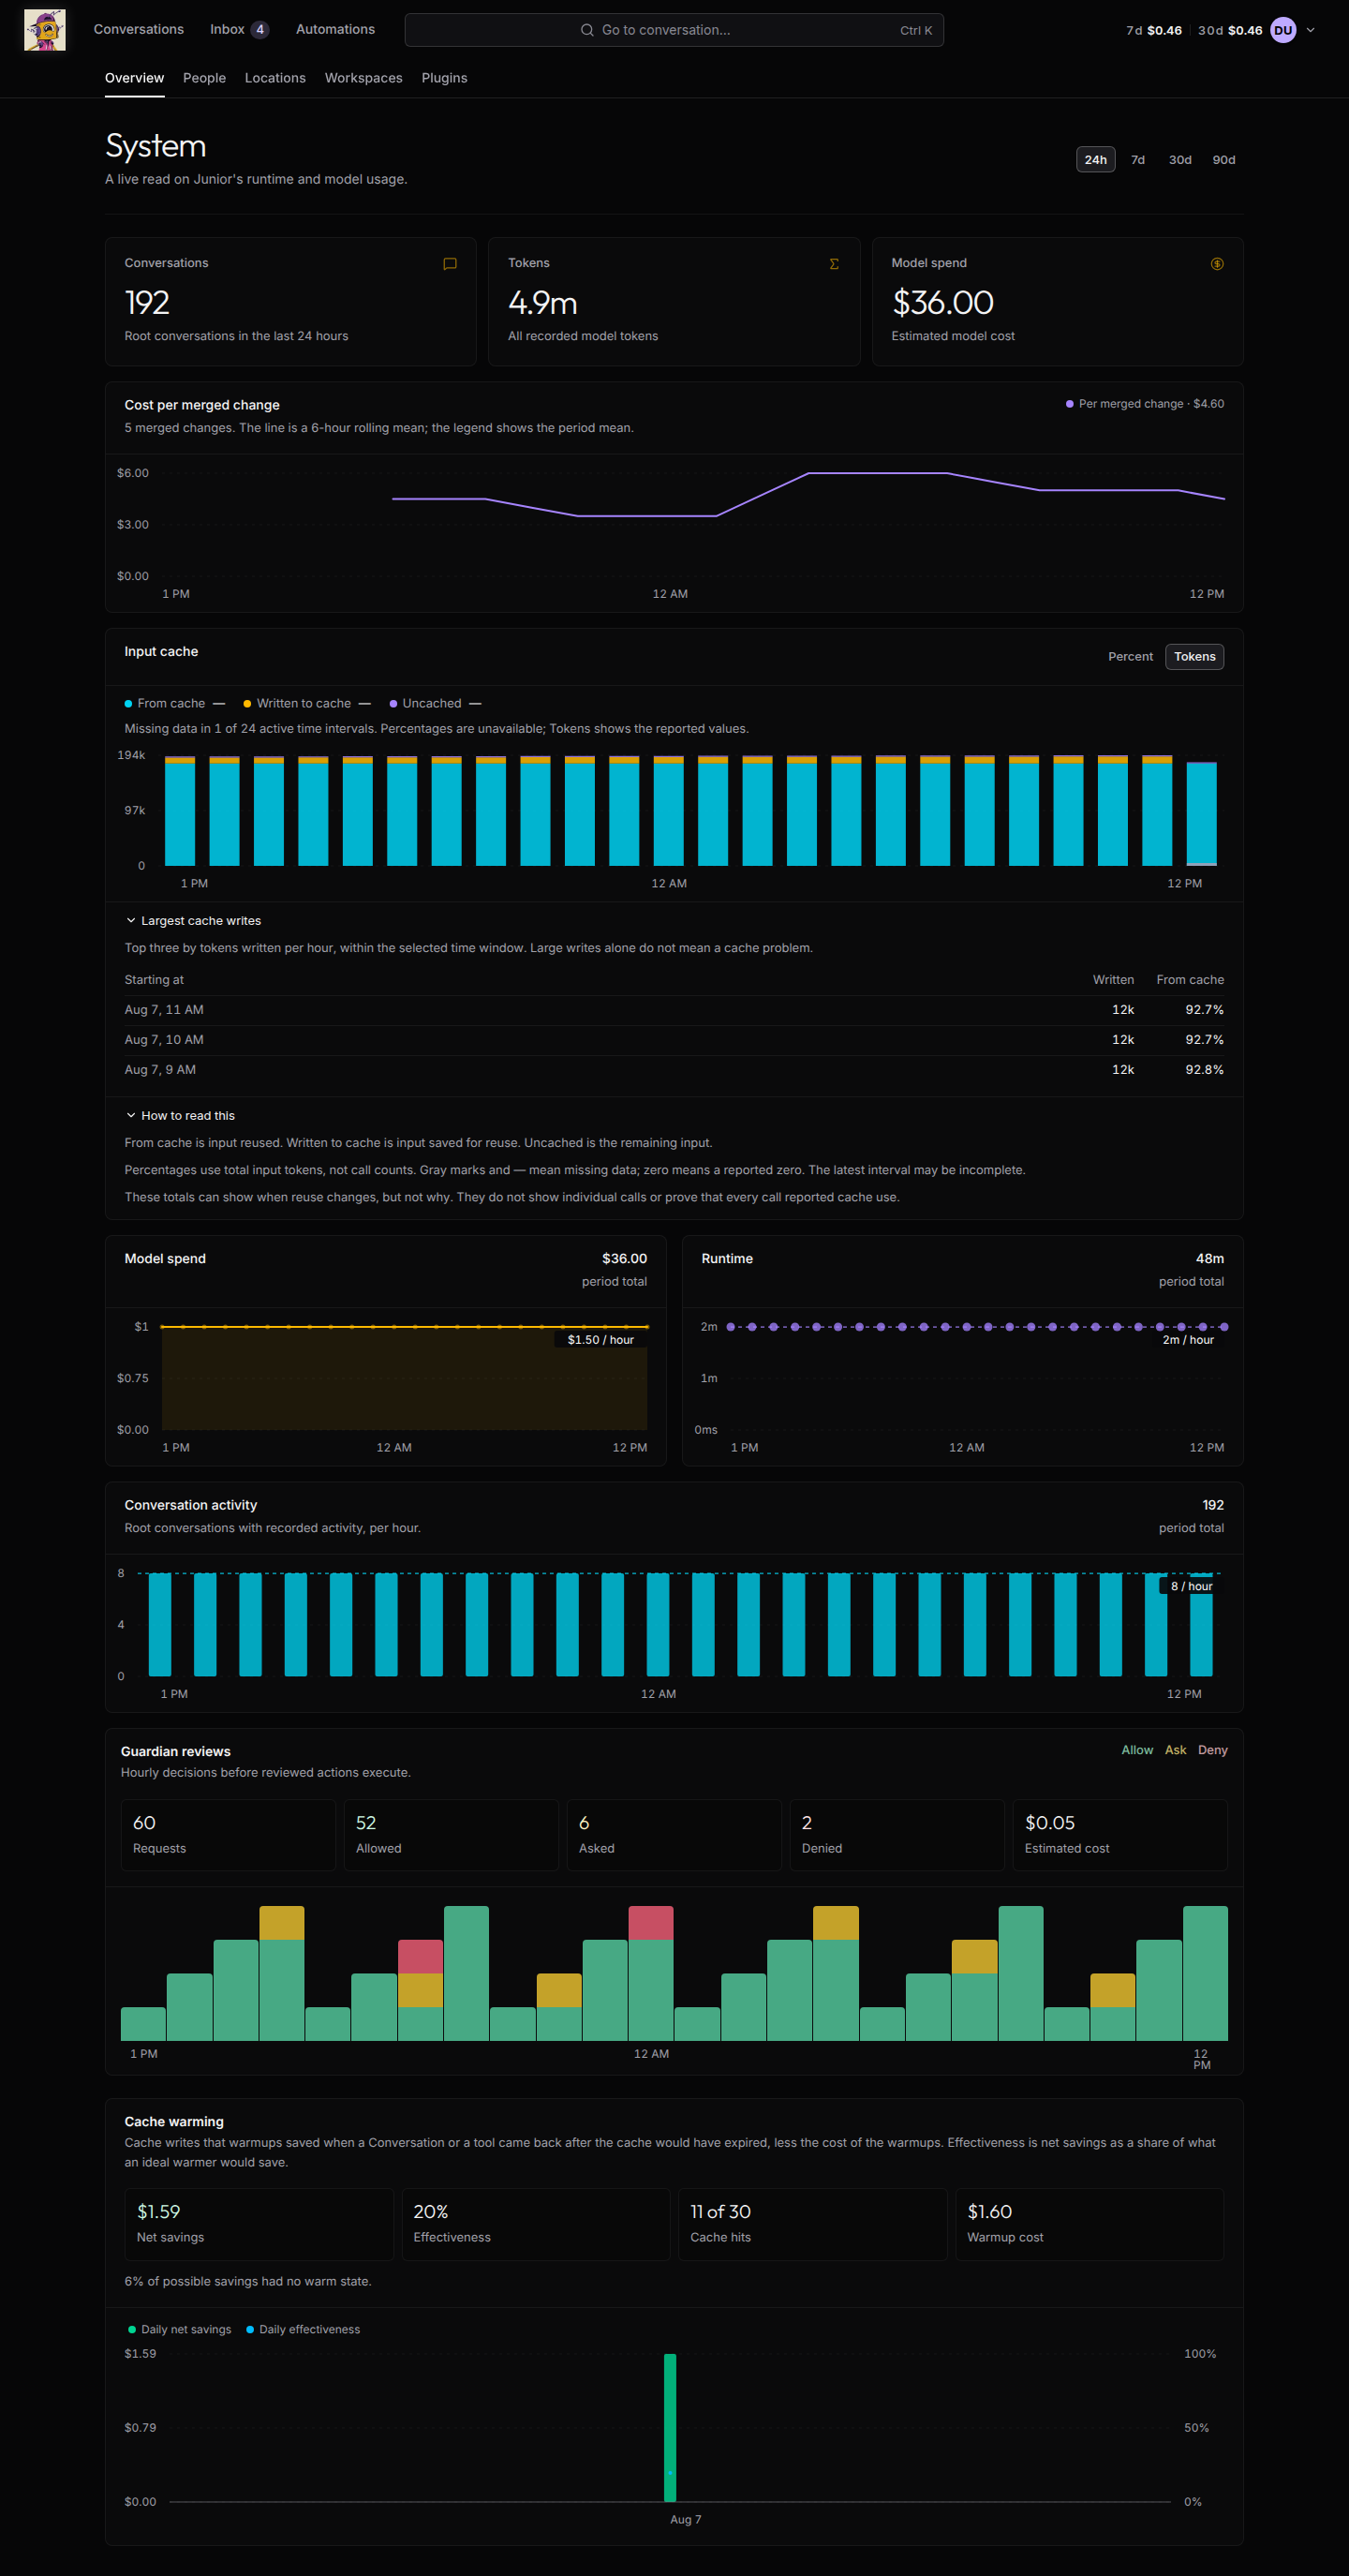 Conversations
Inbox 4
Automations
Go to conversation...
Ctrl K
7d $0.46
30d $0.46
DU
Overview
People
Locations
Workspaces
Plugins
System
A live read on Junior's runtime and model usage.
24h
7d
30d
90d
Conversations
192
Root conversations in the last 24 hours
Tokens
4.9m
All recorded model tokens
Model spend
$36.00
Estimated model cost
Cost per merged change
5 merged changes. The line is a 6-hour rolling mean; the legend shows the period mean.
Per merged change · $4.60
$6.00
$3.00
$0.00
1 PM
12 AM
12 PM
Input cache
Percent
Tokens
From cache —
Written to cache —
Uncached —
Missing data in 1 of 24 active time intervals. Percentages are unavailable; Tokens shows the reported values.
194k
97k
0
1 PM
12 AM
12 PM
Largest cache writes
Top three by tokens written per hour, within the selected time window. Large writes alone do not mean a cache problem.
Starting at
Written
From cache
Aug 7, 11 AM
12k
92.7%
Aug 7, 10 AM
12k
92.7%
Aug 7, 9 AM
12k
92.8%
How to read this
From cache is input reused. Written to cache is input saved for reuse. Uncached is the remaining input.
Percentages use total input tokens, not call counts. Gray marks and — mean missing data; zero means a reported zero. The latest interval may be incomplete.
These totals can show when reuse changes, but not why. They do not show individual calls or prove that every call reported cache use.
Model spend
$36.00
period total
$1
$0.75
$0.00
$1.50 / hour
1 PM
12 AM
12 PM
Runtime
48m
period total
2m
1m
0ms
2m / hour
1 PM
12 AM
12 PM
Conversation activity
Root conversations with recorded activity, per hour.
192
period total
8
4
0
8 / hour
1 PM
12 AM
12 PM
Guardian reviews
Hourly decisions before reviewed actions execute.
Allow
Ask
Deny
60
Requests
52
Allowed
6
Asked
2
Denied
$0.05
Estimated cost
1 PM
12 AM
12
PM
Cache warming
Cache writes that warmups saved when a Conversation or a tool came back after the cache would have expired, less the cost of the warmups. Effectiveness is net savings as a share of what
an ideal warmer would save.
$1.59
Net savings
20%
Effectiveness
11 of 30
Cache hits
$1.60
Warmup cost
6% of possible savings had no warm state.
Daily net savings
Daily effectiveness
$1.59
$0.79
$0.00
100%
50%
0%
Aug 7